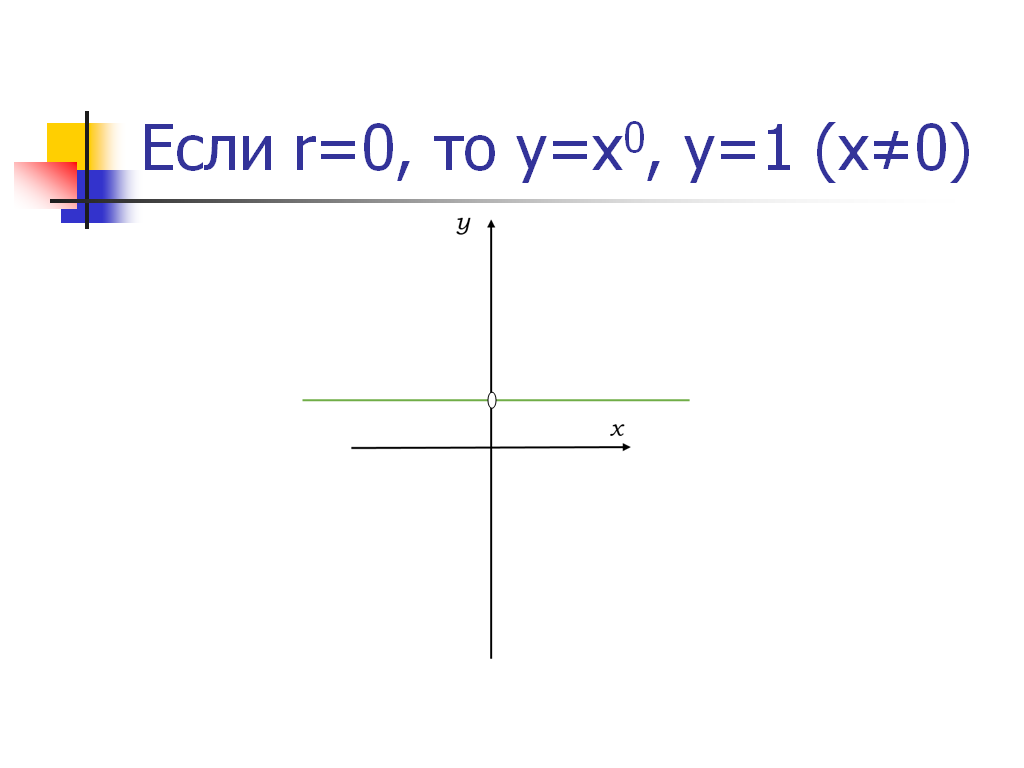 Если r=0, то y=x⁰, y=1 (x≠0)
y
x